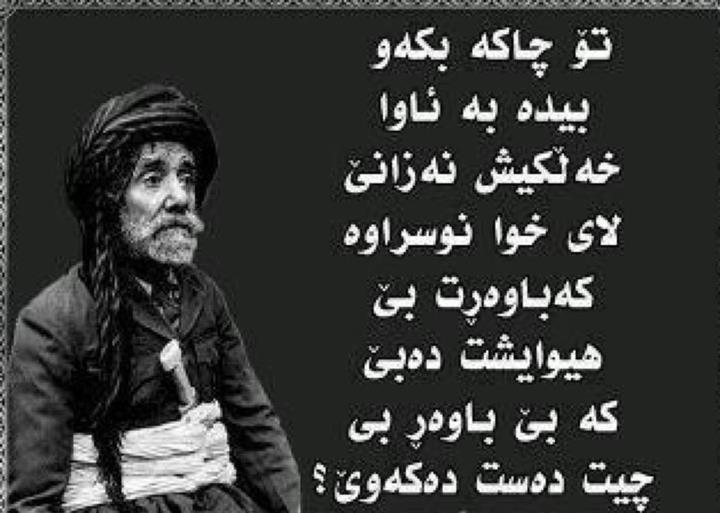 تۆ چاکە بکەو
بیدە بە ئاوا
خەڵکیش نەزانێ
لای خوا نوسراوە
کەباوەڕت بێ
هیوایشت دەبێ
کە بێ باوەڕ بی
چیت دەست دەکەوێ؟